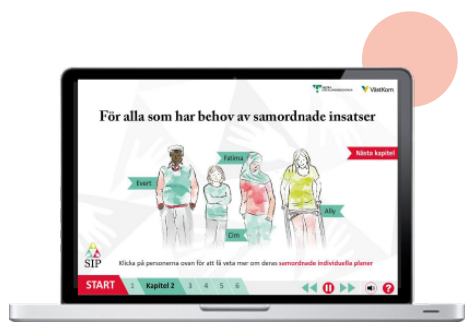 VästKom
För alla som har behov av samordnade insatser
Nästa kapitel
Fatima
Evert
Ally
Cim
SIP
Klicka på personerna ovan för att få veta mer om deras samordnade individuella planer
START 1 Kapitel 2 3 4 5 6
?